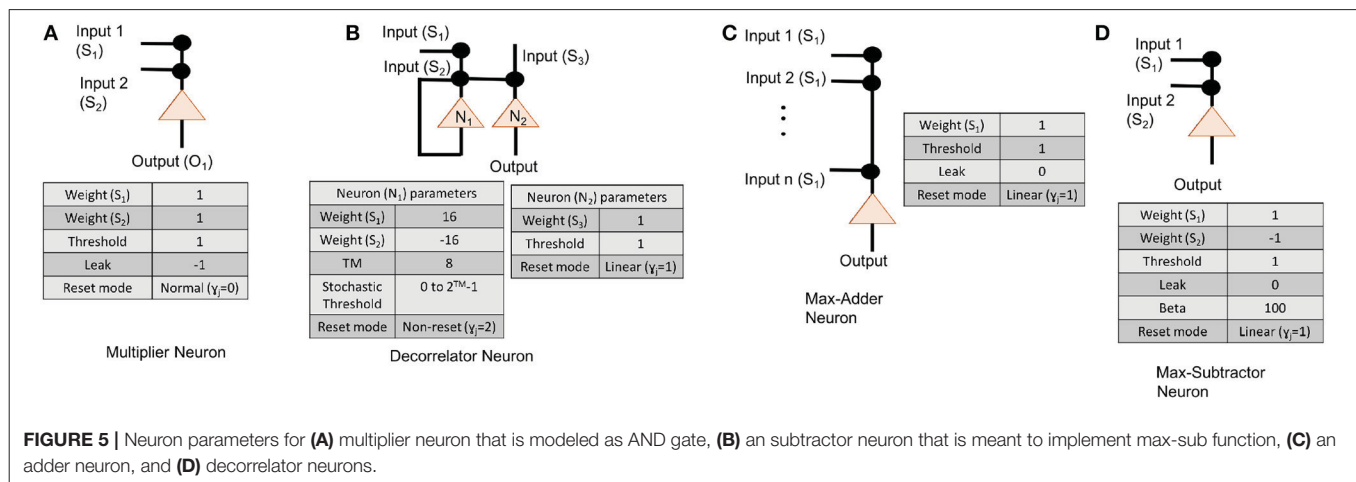 A
Input 1
(S₁)
Input 2
(S₂)
Output (O₁)
Weight (S₁) 1
Weight (S₂) 1
Threshold 1
Leak -1
Reset mode Normal (ɣⱼ=0)
Multiplier Neuron
B
Input (S₁)
Input (S₂)
Input (S₃)
N₁
N₂
Output
Neuron (N₁) parameters
Weight (S₁) 16
Weight (S₂) -16
TM 8
Stochastic
Threshold
0 to 2ᵀᴹ-1
Reset mode Non-reset (ɣⱼ=2)
Neuron (N₂) parameters
Weight (S₃) 1
Threshold 1
Reset mode Linear (ɣⱼ=1)
Decorrelator Neuron
C
Input 1 (S₁)
Input 2 (S₁)
Input n (S₁)
Output
Max-Adder
Neuron
Weight (S₁) 1
Threshold 1
Leak 0
Reset mode Linear (ɣⱼ=1)
D
Input 1
(S₁)
Input 2
(S₂)
Output
Weight (S₁) 1
Weight (S₂) -1
Threshold 1
Leak 0
Beta 100
Reset mode Linear (ɣⱼ=1)
Max-Subtractor
Neuron
FIGURE 5 | Neuron parameters for (A) multiplier neuron that is modeled as AND gate, (B) an subtractor neuron that is meant to implement max-sub function, (C) an
adder neuron, and (D) decorrelator neurons.